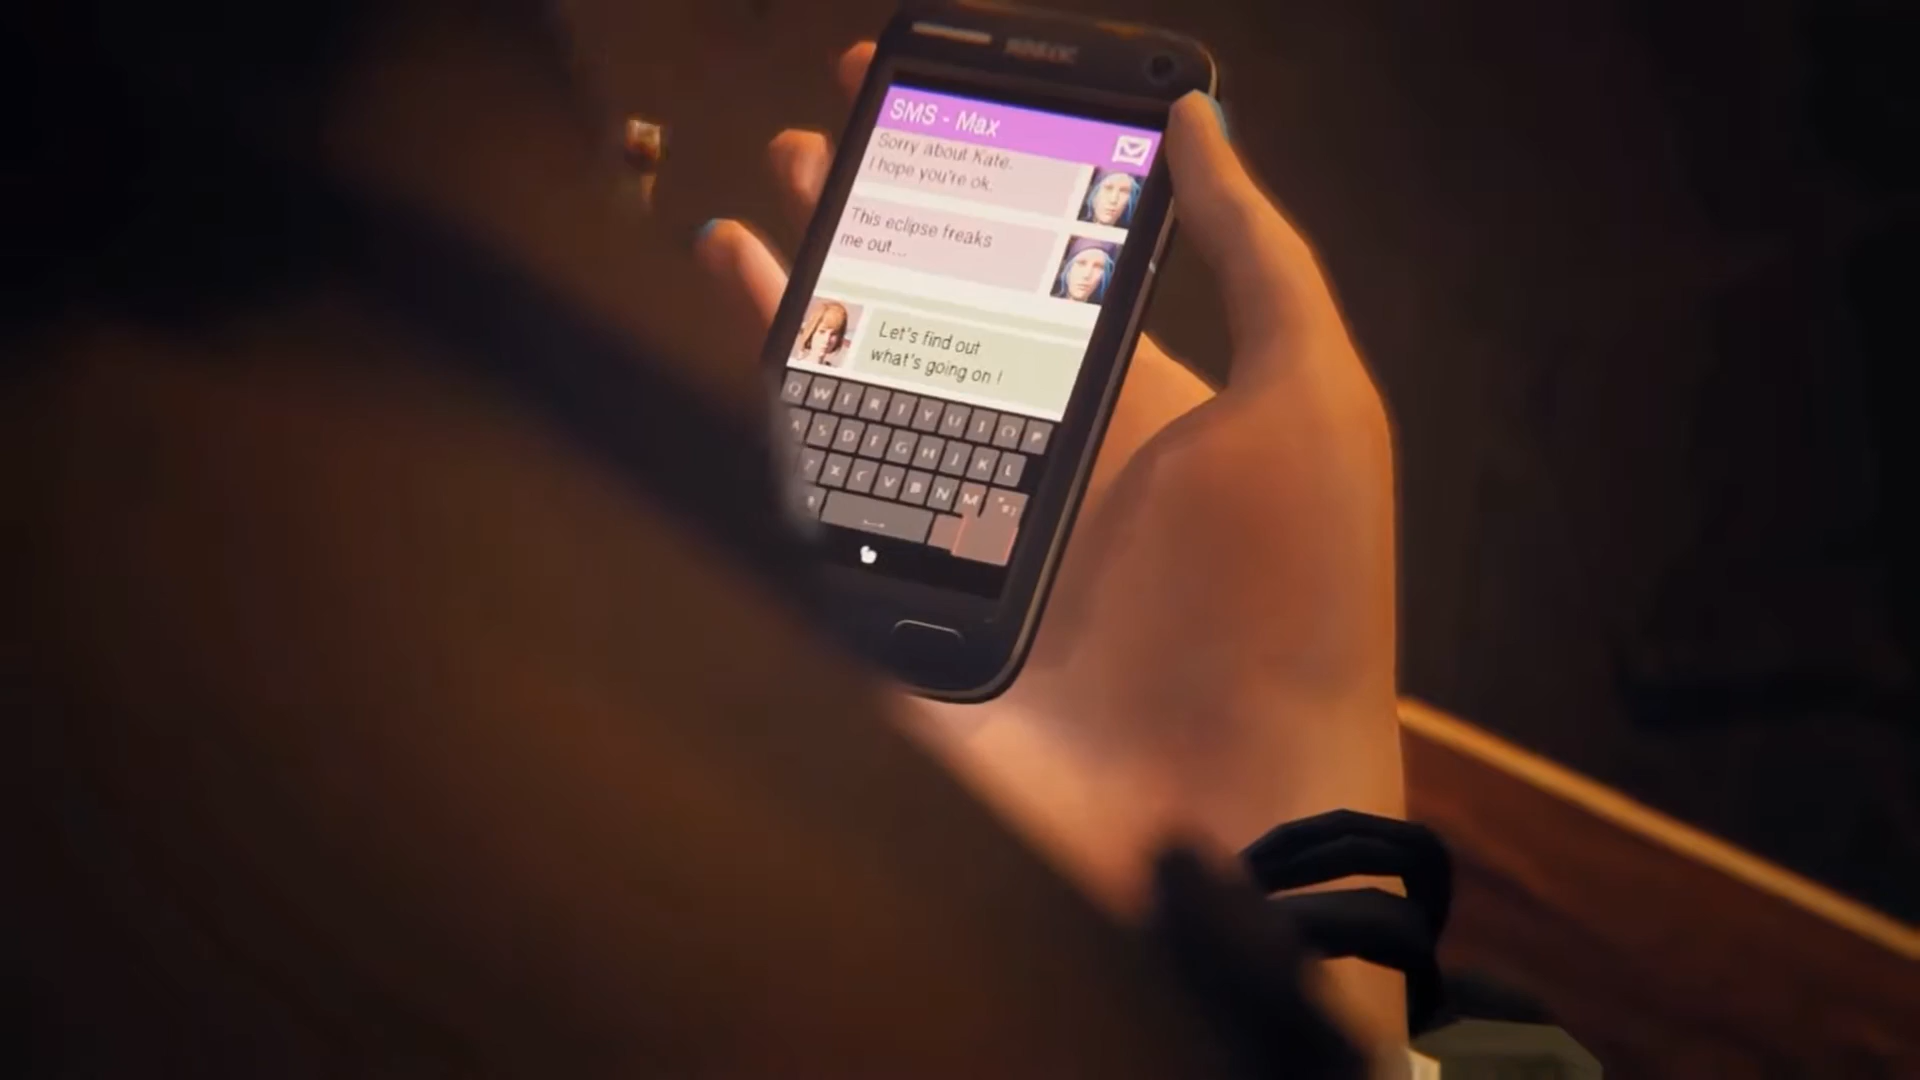 SMS - Max
Sorry about Kate.
I hope you're ok.
This eclipse freaks
me out...
Let's find out
what's going on !
Q W E R T Y U I O P
A S D F G H J K L
Z X C V B N M